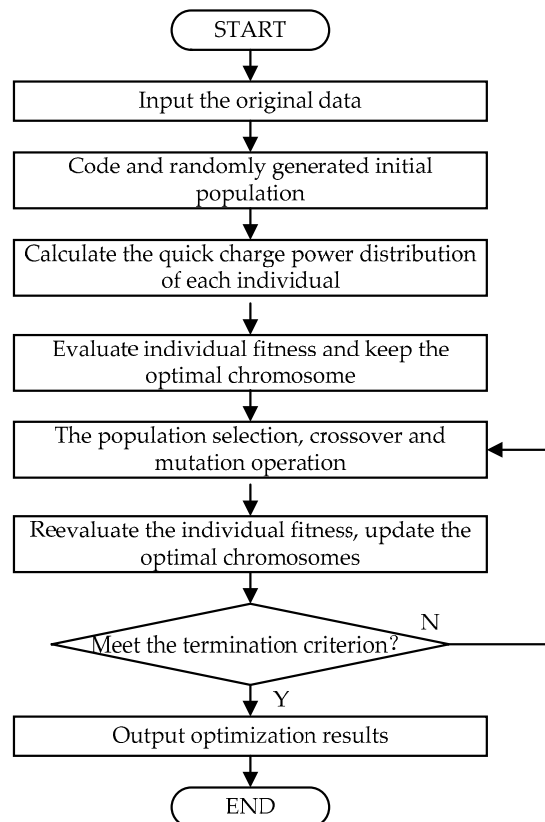 START
Input the original data
Code and randomly generated initial
population
Calculate the quick charge power distribution
of each individual
Evaluate individual fitness and keep the
optimal chromosome
The population selection, crossover and
mutation operation
Reevaluate the individual fitness, update the
optimal chromosomes
Meet the termination criterion?
N
Y
Output optimization results
END